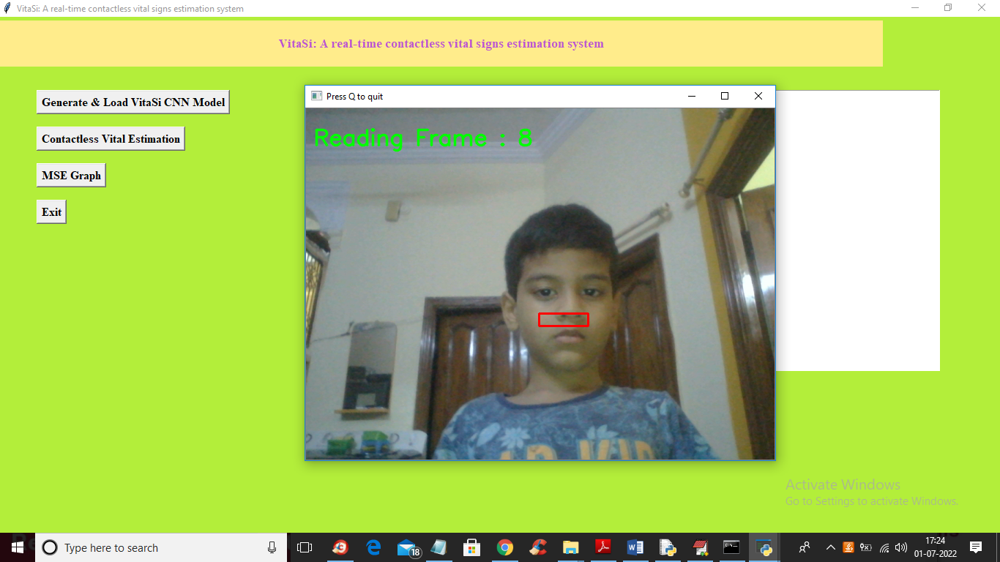 VitaSi: A real-time contactless vital signs estimation system
VitaSi: A real-time contactless vital signs estimation system
Generate & Load VitaSi CNN Model
Contactless Vital Estimation
MSE Graph
Exit
Press Q to quit
Reading Frame : 8
Activate Windows
Go to Settings to activate Windows.
Type here to search
18
17:24
01-07-2022